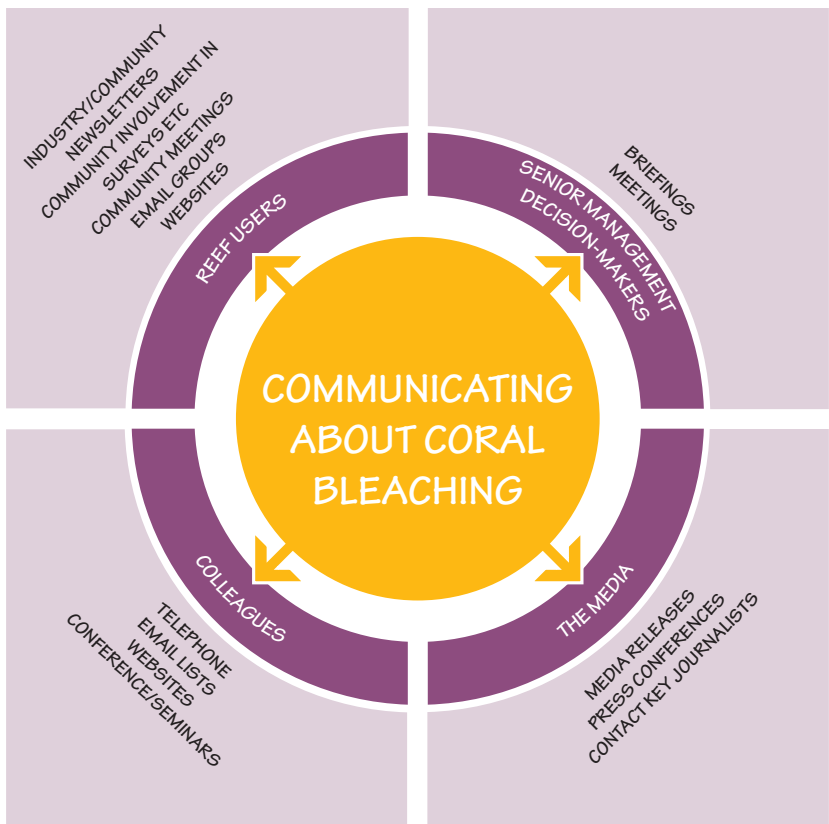 INDUSTRY/COMMUNITY
NEWSLETTERS
COMMUNITY INVOLVEMENT IN
SURVEYS ETC
COMMUNITY MEETINGS
EMAIL GROUPS
WEBSITES
REEF USERS
BRIEFINGS
MEETINGS
SENIOR MANAGEMENT
DECISION-MAKERS
COMMUNICATING
ABOUT CORAL
BLEACHING
COLLEAGUES
TELEPHONE
EMAIL LISTS
WEBSITES
CONFERENCE/SEMINARS
THE MEDIA
MEDIA RELEASES
PRESS CONFERENCES
CONTACT KEY JOURNALISTS